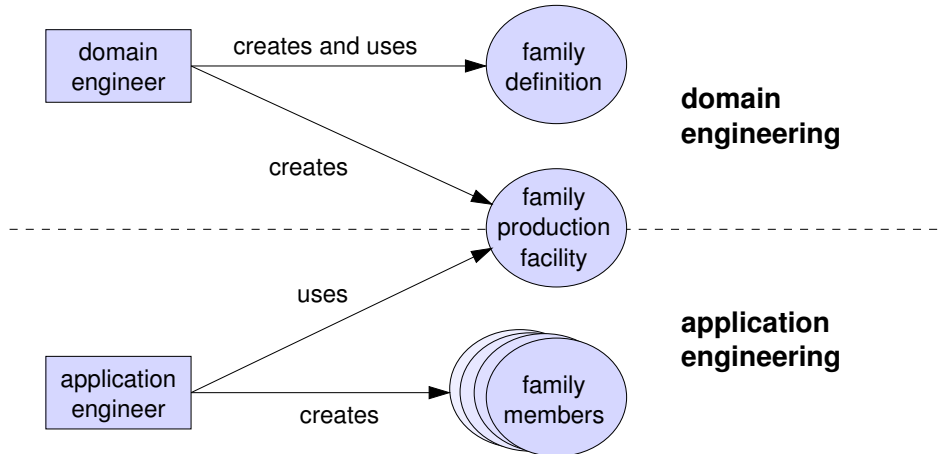 domain
engineer
creates and uses
family
definition
domain
engineering
creates
family
production
facility
uses
application
engineering
application
engineer
creates
family
members